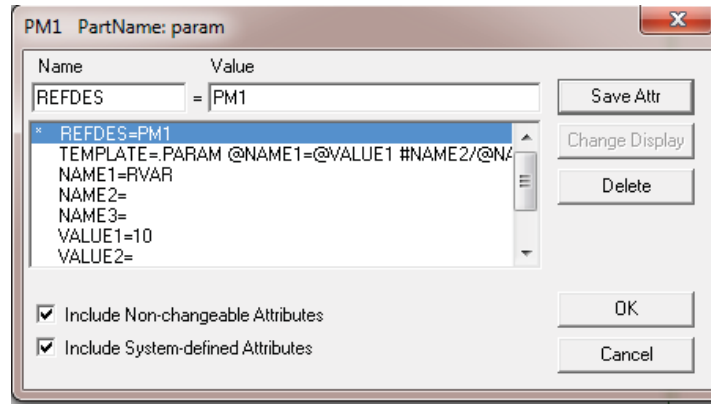 PM1 PartName: param
Name Value
REFDES = PM1
Save Attr
* REFDES=PM1
TEMPLATE=.PARAM @NAME1=@VALUE1 #NAME2/@NA
NAME1=RVAR
NAME2=
NAME3=
VALUE1=10
VALUE2=
Change Display
Delete
Include Non-changeable Attributes
Include System-defined Attributes
OK
Cancel